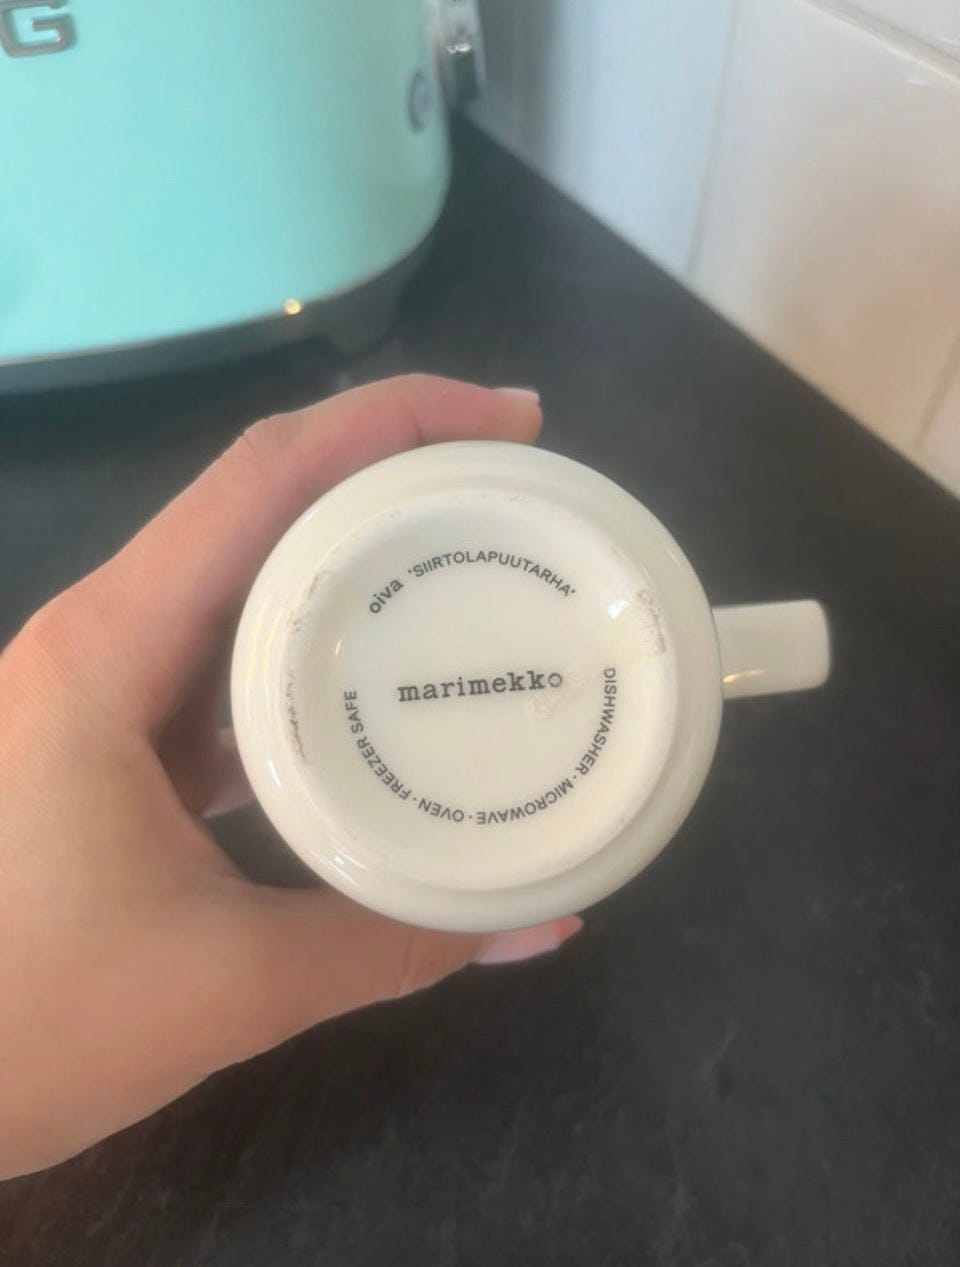 G
oiva 'SIIRTOLAPUUTARHA'
marimekko
DISHWASHER · MICROWAVE · OVEN · FREEZER SAFE